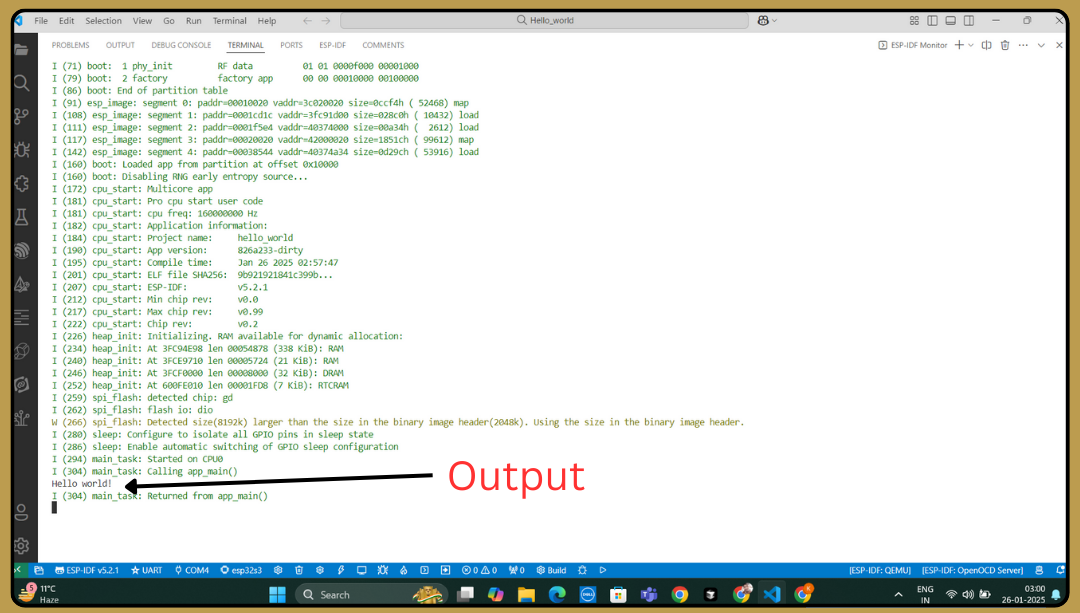 File Edit Selection View Go Run Terminal Help
Hello_world
PROBLEMS OUTPUT DEBUG CONSOLE TERMINAL PORTS ESP-IDF COMMENTS
ESP-IDF Monitor
I (71) boot: 1 phy_init RF data 01 01 0000f000 00001000
I (79) boot: 2 factory factory app 00 00 00010000 00100000
I (86) boot: End of partition table
I (91) esp_image: segment 0: paddr=00010020 vaddr=3c020020 size=0ccf4h ( 52468) map
I (108) esp_image: segment 1: paddr=0001cd1c vaddr=3fc91d00 size=028c0h ( 10432) load
I (111) esp_image: segment 2: paddr=0001f5e4 vaddr=40374000 size=00a34h ( 2612) load
I (117) esp_image: segment 3: paddr=00020020 vaddr=42000020 size=1851ch ( 99612) map
I (142) esp_image: segment 4: paddr=00038544 vaddr=40374a34 size=0d29ch ( 53916) load
I (160) boot: Loaded app from partition at offset 0x10000
I (160) boot: Disabling RNG early entropy source...
I (172) cpu_start: Multicore app
I (181) cpu_start: Pro cpu start user code
I (181) cpu_start: cpu freq: 160000000 Hz
I (182) cpu_start: Application information:
I (184) cpu_start: Project name: hello_world
I (190) cpu_start: App version: 826a233-dirty
I (195) cpu_start: Compile time: Jan 26 2025 02:57:47
I (201) cpu_start: ELF file SHA256: 9b921921841c399b...
I (207) cpu_start: ESP-IDF: v5.2.1
I (212) cpu_start: Min chip rev: v0.0
I (217) cpu_start: Max chip rev: v0.99
I (222) cpu_start: Chip rev: v0.2
I (226) heap_init: Initializing. RAM available for dynamic allocation:
I (234) heap_init: At 3FC94E98 len 00054878 (338 KiB): RAM
I (240) heap_init: At 3FCE9710 len 00005724 (21 KiB): RAM
I (246) heap_init: At 3FCF0000 len 00008000 (32 KiB): DRAM
I (252) heap_init: At 600FE010 len 00001FD8 (7 KiB): RTCRAM
I (259) spi_flash: detected chip: gd
I (262) spi_flash: flash io: dio
W (266) spi_flash: Detected size(8192k) larger than the size in the binary image header(2048k). Using the size in the binary image header.
I (280) sleep: Configure to isolate all GPIO pins in sleep state
I (286) sleep: Enable automatic switching of GPIO sleep configuration
I (294) main_task: Started on CPU0
I (304) main_task: Calling app_main()
Hello world!
Output
I (304) main_task: Returned from app_main()
ESP-IDF v5.2.1 UART COM4 esp32s3 0 0 0 Build [ESP-IDF: QEMU] [ESP-IDF: OpenOCD Server]
5 11°C Haze
Search
ENG IN
03:00
26-01-2025